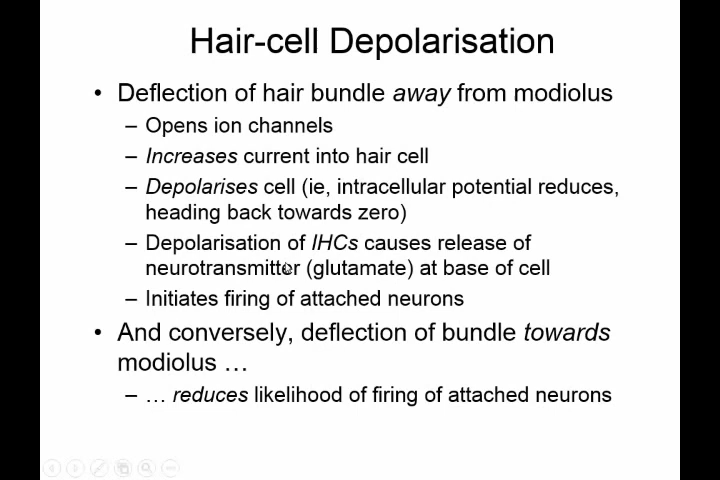 Hair-cell Depolarisation
• Deflection of hair bundle away from modiolus
– Opens ion channels
– Increases current into hair cell
– Depolarises cell (ie, intracellular potential reduces,
heading back towards zero)
– Depolarisation of IHCs causes release of
neurotransmitter (glutamate) at base of cell
– Initiates firing of attached neurons
• And conversely, deflection of bundle towards
modiolus …
– … reduces likelihood of firing of attached neurons